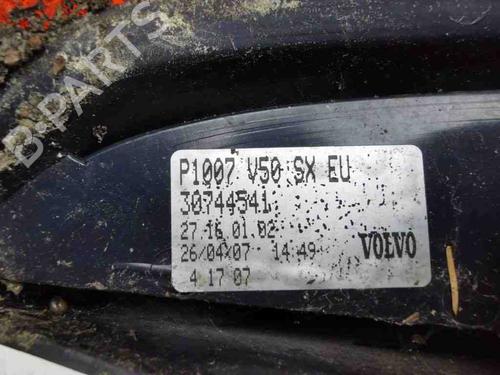 B-PARTS
P1007 V50 SX EU
30744541
27 16 01 02
26/04/07 14:49
VOLVO
4 17 07